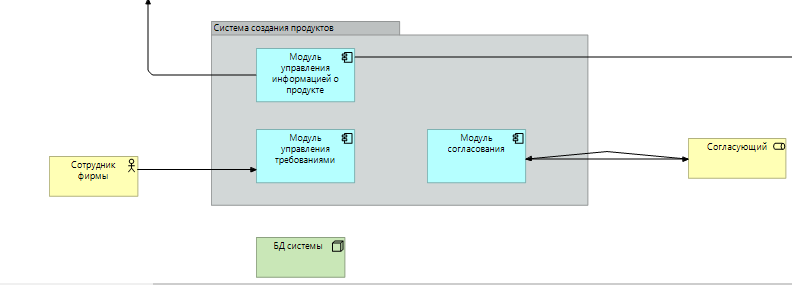 Система создания продуктов
Модуль
управления
информацией о
продукте
Модуль
управления
требованиями
Модуль
согласования
Сотрудник
фирмы
Согласующий
БД системы